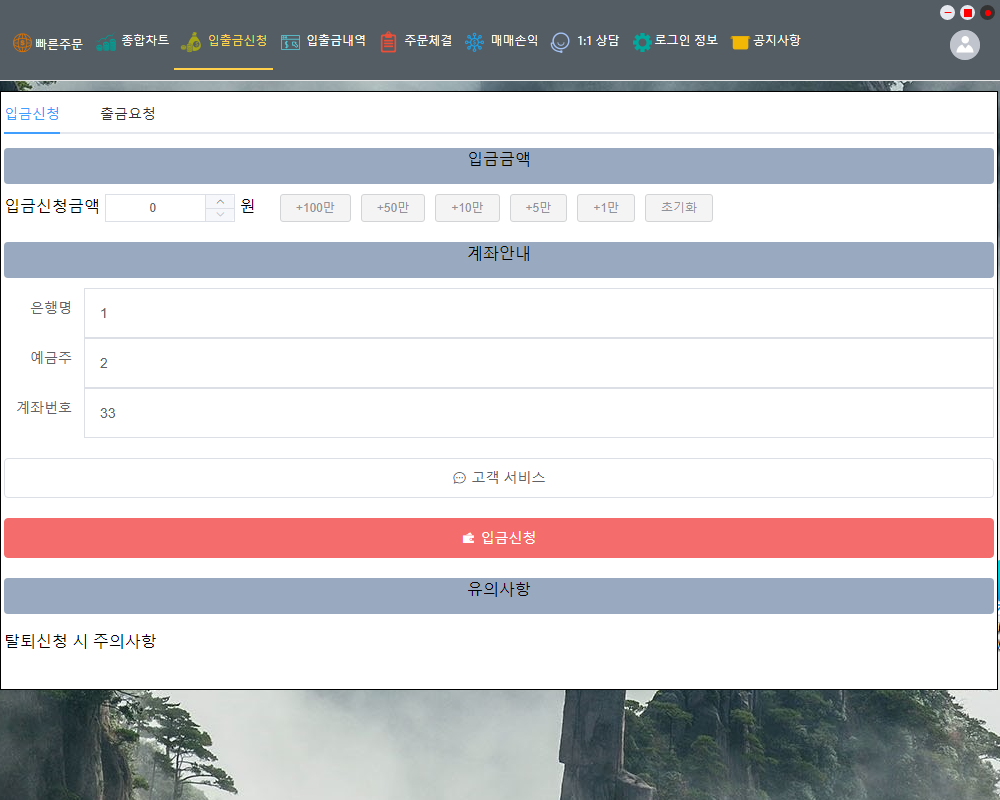 빠른주문 종합차트 입출금신청 입출금내역 주문체결 매매손익 1:1 상담 로그인 정보 공지사항
입금신청 출금요청
입금금액
입금신청금액 0 원 +100만 +50만 +10만 +5만 +1만 초기화
계좌안내
은행명 1
예금주 2
계좌번호 33
고객 서비스
입금신청
유의사항
탈퇴신청 시 주의사항